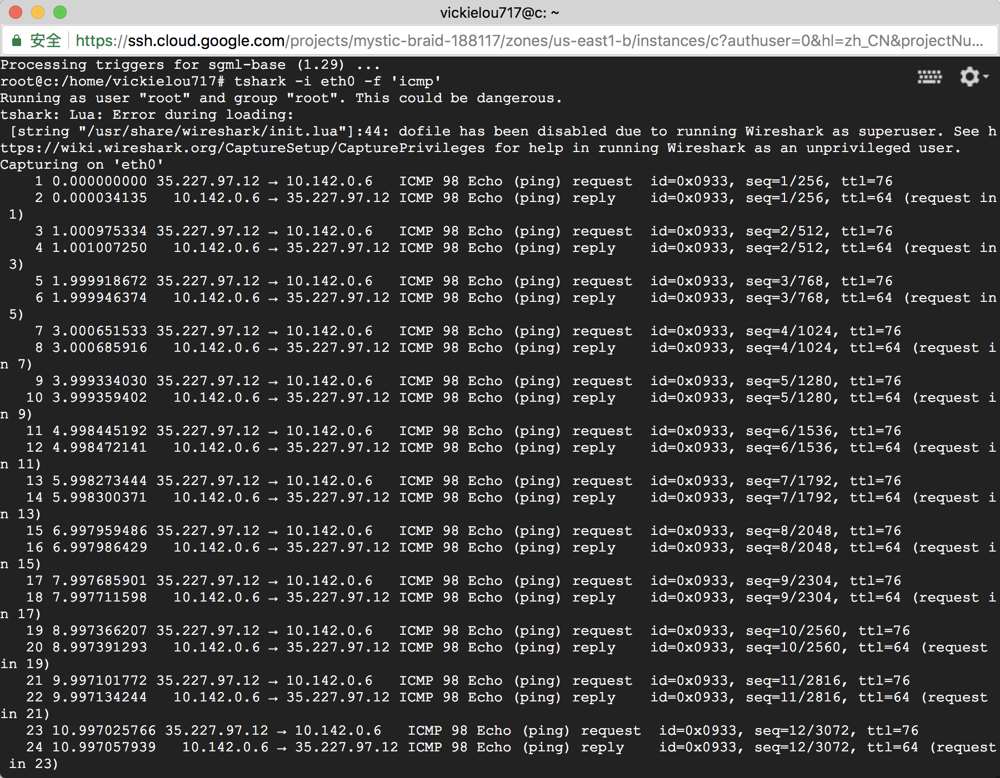 vickielou717@c: ~
安全 https://ssh.cloud.google.com/projects/mystic-braid-188117/zones/us-east1-b/instances/c?authuser=0&hl=zh_CN&projectNu...
Processing triggers for sgml-base (1.29) ...
root@c:/home/vickielou717# tshark -i eth0 -f 'icmp'
Running as user "root" and group "root". This could be dangerous.
tshark: Lua: Error during loading:
 [string "/usr/share/wireshark/init.lua"]:44: dofile has been disabled due to running Wireshark as superuser. See h
ttps://wiki.wireshark.org/CaptureSetup/CapturePrivileges for help in running Wireshark as an unprivileged user.
Capturing on 'eth0'
    1 0.000000000 35.227.97.12 → 10.142.0.6   ICMP 98 Echo (ping) request  id=0x0933, seq=1/256, ttl=76
    2 0.000034135   10.142.0.6 → 35.227.97.12 ICMP 98 Echo (ping) reply    id=0x0933, seq=1/256, ttl=64 (request in
 1)
    3 1.000975334 35.227.97.12 → 10.142.0.6   ICMP 98 Echo (ping) request  id=0x0933, seq=2/512, ttl=76
    4 1.001007250   10.142.0.6 → 35.227.97.12 ICMP 98 Echo (ping) reply    id=0x0933, seq=2/512, ttl=64 (request in
 3)
    5 1.999918672 35.227.97.12 → 10.142.0.6   ICMP 98 Echo (ping) request  id=0x0933, seq=3/768, ttl=76
    6 1.999946374   10.142.0.6 → 35.227.97.12 ICMP 98 Echo (ping) reply    id=0x0933, seq=3/768, ttl=64 (request in
 5)
    7 3.000651533 35.227.97.12 → 10.142.0.6   ICMP 98 Echo (ping) request  id=0x0933, seq=4/1024, ttl=76
    8 3.000685916   10.142.0.6 → 35.227.97.12 ICMP 98 Echo (ping) reply    id=0x0933, seq=4/1024, ttl=64 (request i
n 7)
    9 3.999334030 35.227.97.12 → 10.142.0.6   ICMP 98 Echo (ping) request  id=0x0933, seq=5/1280, ttl=76
   10 3.999359402   10.142.0.6 → 35.227.97.12 ICMP 98 Echo (ping) reply    id=0x0933, seq=5/1280, ttl=64 (request i
n 9)
   11 4.998445192 35.227.97.12 → 10.142.0.6   ICMP 98 Echo (ping) request  id=0x0933, seq=6/1536, ttl=76
   12 4.998472141   10.142.0.6 → 35.227.97.12 ICMP 98 Echo (ping) reply    id=0x0933, seq=6/1536, ttl=64 (request i
n 11)
   13 5.998273444 35.227.97.12 → 10.142.0.6   ICMP 98 Echo (ping) request  id=0x0933, seq=7/1792, ttl=76
   14 5.998300371   10.142.0.6 → 35.227.97.12 ICMP 98 Echo (ping) reply    id=0x0933, seq=7/1792, ttl=64 (request i
n 13)
   15 6.997959486 35.227.97.12 → 10.142.0.6   ICMP 98 Echo (ping) request  id=0x0933, seq=8/2048, ttl=76
   16 6.997986429   10.142.0.6 → 35.227.97.12 ICMP 98 Echo (ping) reply    id=0x0933, seq=8/2048, ttl=64 (request i
n 15)
   17 7.997685901 35.227.97.12 → 10.142.0.6   ICMP 98 Echo (ping) request  id=0x0933, seq=9/2304, ttl=76
   18 7.997711598   10.142.0.6 → 35.227.97.12 ICMP 98 Echo (ping) reply    id=0x0933, seq=9/2304, ttl=64 (request i
n 17)
   19 8.997366207 35.227.97.12 → 10.142.0.6   ICMP 98 Echo (ping) request  id=0x0933, seq=10/2560, ttl=76
   20 8.997391293   10.142.0.6 → 35.227.97.12 ICMP 98 Echo (ping) reply    id=0x0933, seq=10/2560, ttl=64 (request
in 19)
   21 9.997101772 35.227.97.12 → 10.142.0.6   ICMP 98 Echo (ping) request  id=0x0933, seq=11/2816, ttl=76
   22 9.997134244   10.142.0.6 → 35.227.97.12 ICMP 98 Echo (ping) reply    id=0x0933, seq=11/2816, ttl=64 (request
in 21)
   23 10.997025766 35.227.97.12 → 10.142.0.6   ICMP 98 Echo (ping) request  id=0x0933, seq=12/3072, ttl=76
   24 10.997057939   10.142.0.6 → 35.227.97.12 ICMP 98 Echo (ping) reply    id=0x0933, seq=12/3072, ttl=64 (request
 in 23)